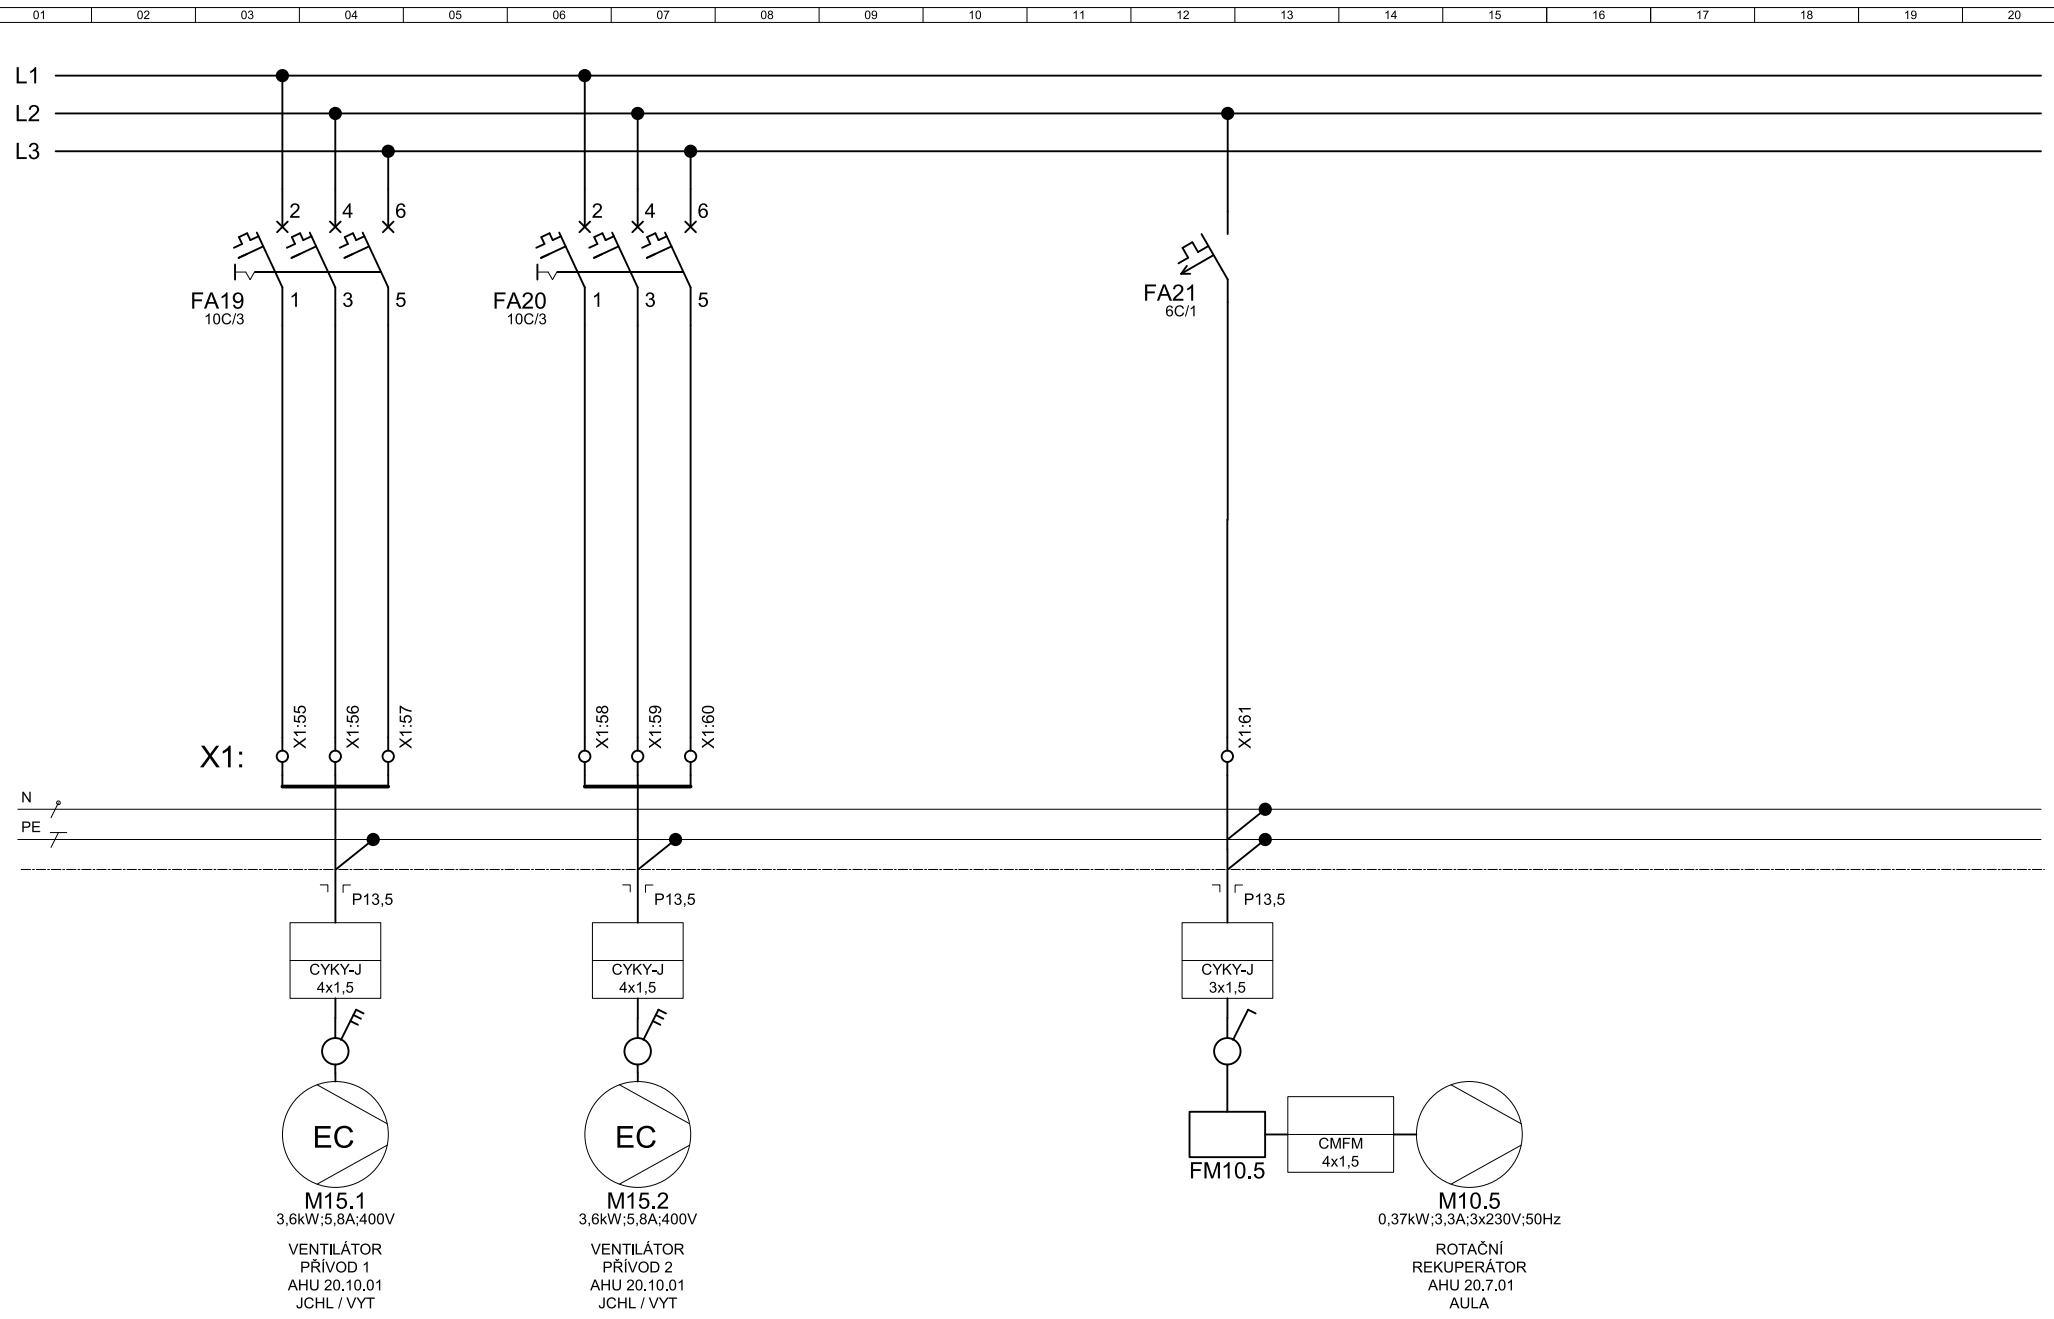 01 02 03 04 05 06 07 08 09 10 11 12 13 14 15 16 17 18 19 20
L1
L2
L3
2 4 6 2 4 6
FA19 1 3 5 FA20 1 3 5 FA21
10C/3 10C/3 6C/1
X1:55 X1:56 X1:57 X1:58 X1:59 X1:60 X1:61
X1:
N
PE
P13,5 P13,5 P13,5
CYKY-J CYKY-J CYKY-J
4x1,5 4x1,5 3x1,5
EC EC CMFM
4x1,5
FM10.5
M15.1 M15.2 M10.5
3,6kW;5,8A;400V 3,6kW;5,8A;400V 0,37kW;3,3A;3x230V;50Hz
VENTILÁTOR VENTILÁTOR ROTAČNÍ
PŘÍVOD 1 PŘÍVOD 2 REKUPERÁTOR
AHU 20.10.01 AHU 20.10.01 AHU 20.7.01
JCHL / VYT JCHL / VYT AULA